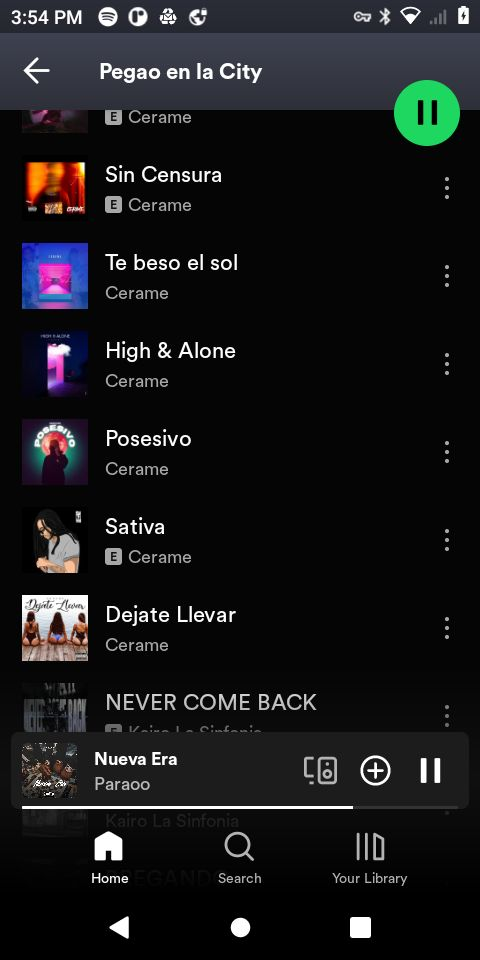 3:54 PM
Pegao en la City
E Cerame
Sin Censura
E Cerame
Te beso el sol
Cerame
High & Alone
Cerame
Posesivo
Cerame
Sativa
E Cerame
Dejate Llevar
Cerame
NEVER COME BACK
E Kairo La Sinfonia
Nueva Era
Paraoo
Kairo La Sinfonia
Home
Search
Your Library